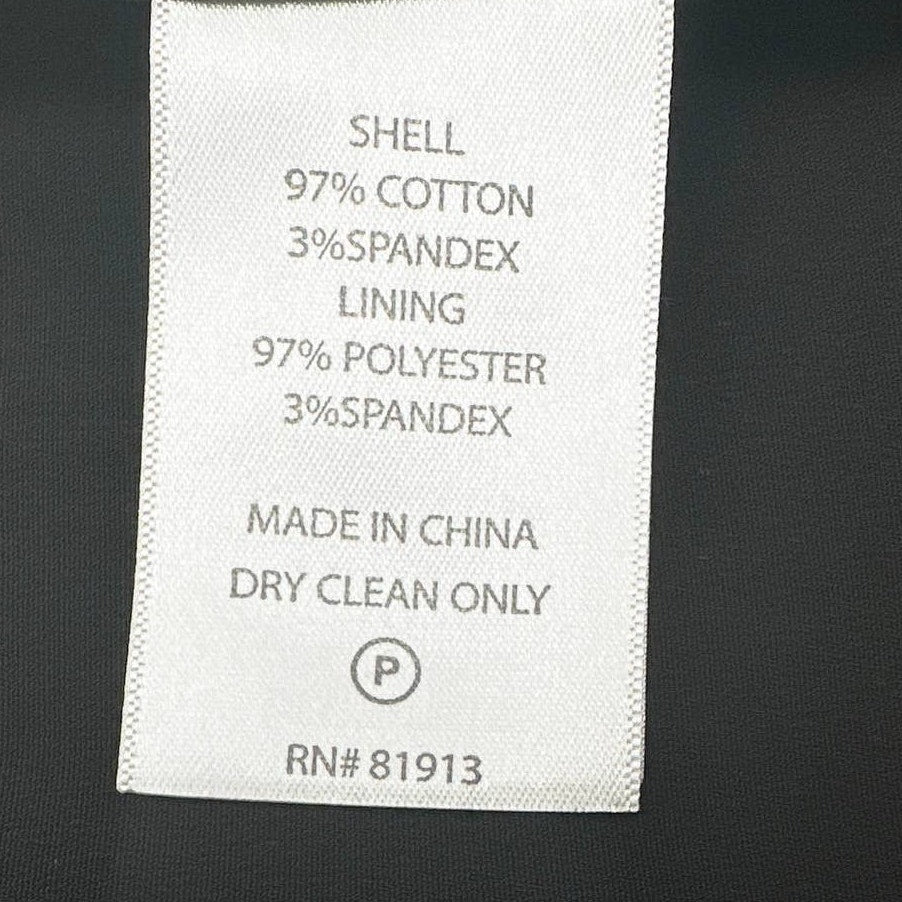 SHELL
97% COTTON
3%SPANDEX
LINING
97% POLYESTER
3%SPANDEX
MADE IN CHINA
DRY CLEAN ONLY
P
RN# 81913